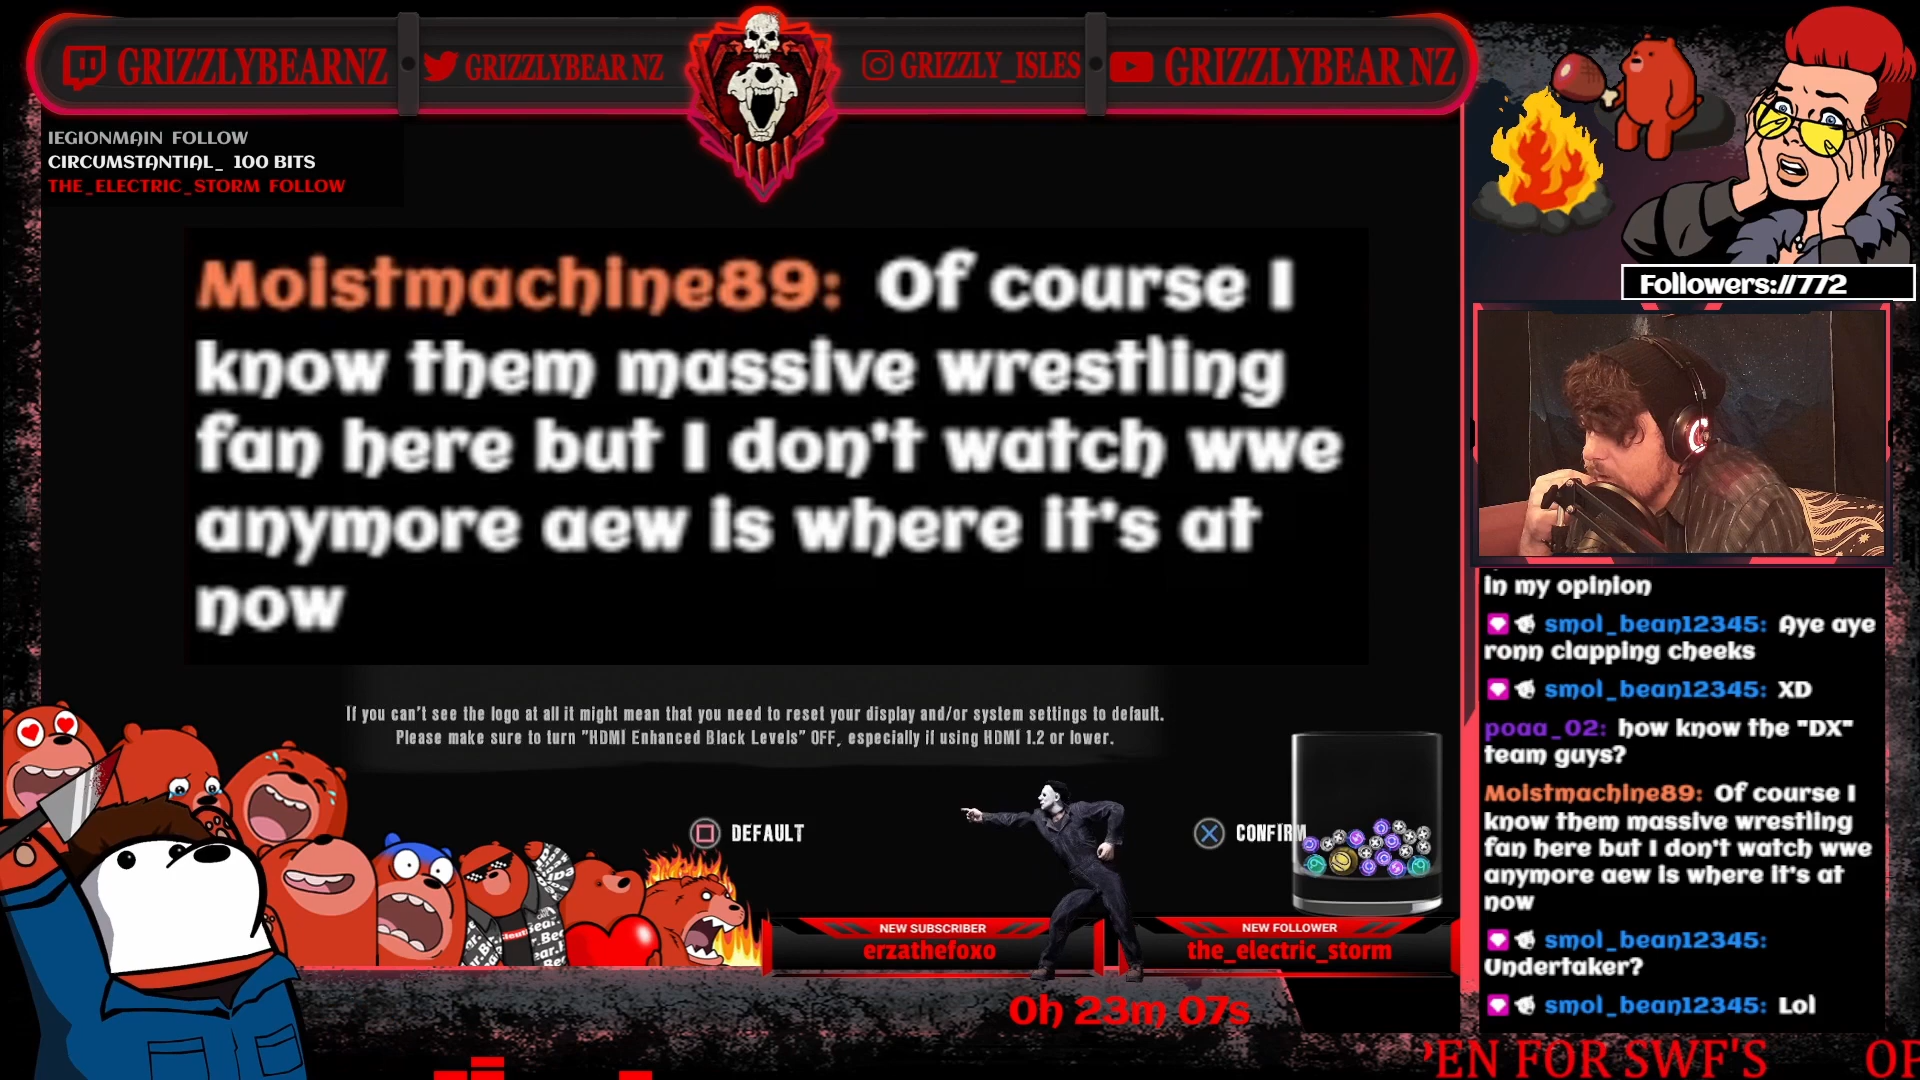 GRIZZLYBEARNZ
GRIZZLYBEAR NZ
GRIZZLY_ISLES
GRIZZLYBEAR NZ
IEGIONMAIN FOLLOW
CIRCUMSTANTIAL_ 100 BITS
THE_ELECTRIC_STORM FOLLOW
Followers://772
Moistmachine89: Of course I
know them massive wrestling
fan here but I don't watch wwe
anymore aew is where it's at
now
If you can't see the logo at all it might mean that you need to reset your display and/or system settings to default.
Please make sure to turn "HDMI Enhanced Black Levels" OFF, especially if using HDMI 1.2 or lower.
DEFAULT
CONFIRM
NEW SUBSCRIBER
erzathefoxo
NEW FOLLOWER
the_electric_storm
0h 23m 07s
In my opinion
smol_bean12345: Aye aye
ronn clapping cheeks
smol_bean12345: XD
poaa_02: how know the "DX"
team guys?
Moistmachine89: Of course I
know them massive wrestling
fan here but I don't watch wwe
anymore aew is where it's at
now
smol_bean12345:
Undertaker?
smol_bean12345: Lol
'EN FOR SWF'S OP